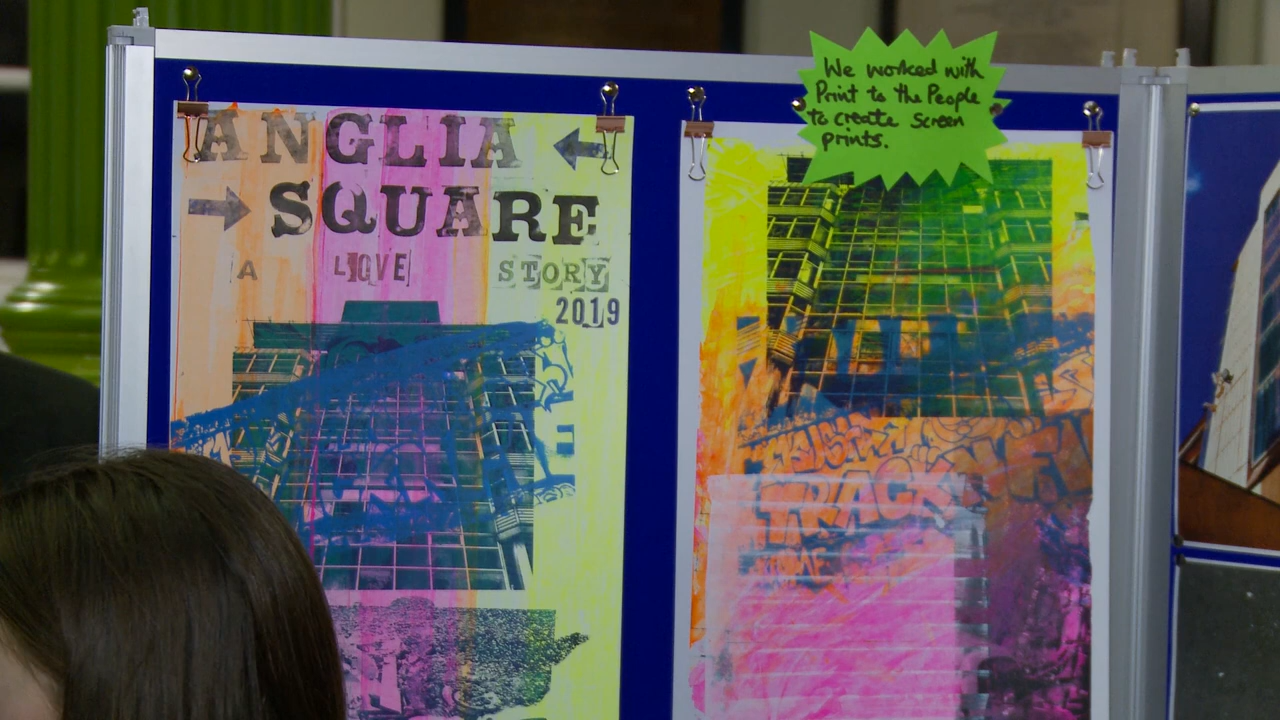 ANGLIA
SQUARE
A LOVE STORY
2019
We worked with
Print to the People
to create screen
prints.
TRACK